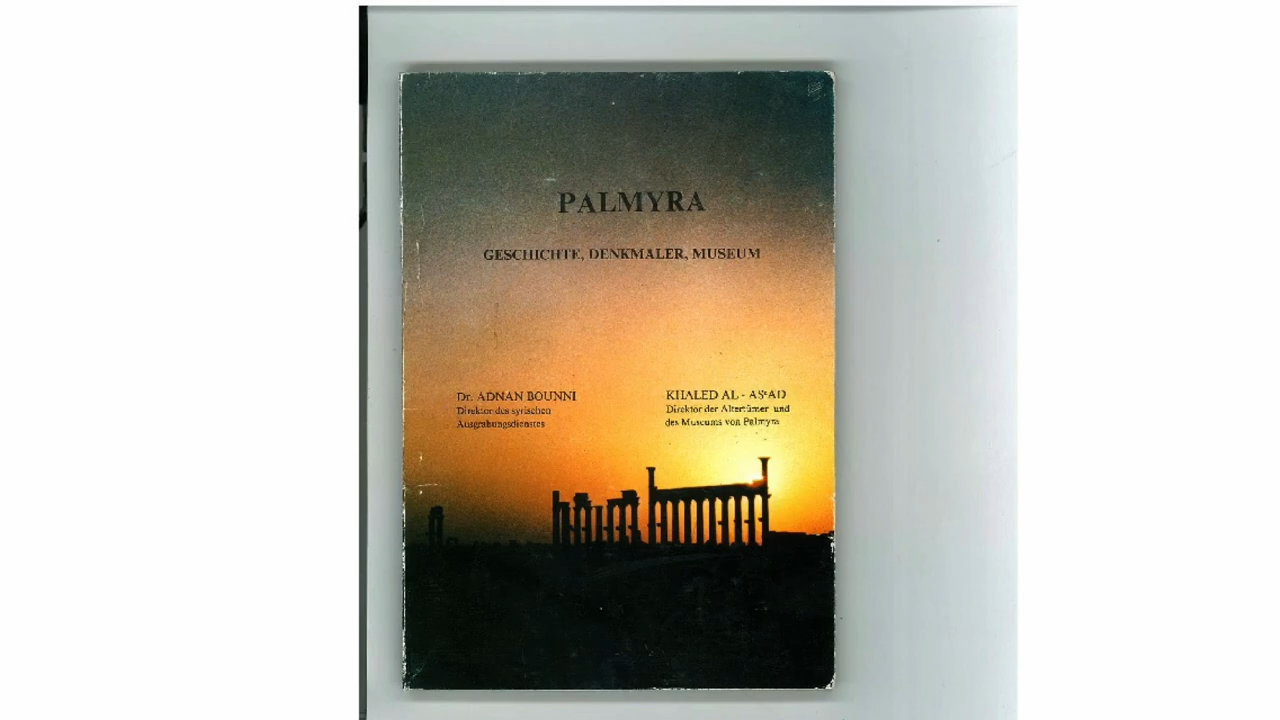 PALMYRA
GESCHICHTE, DENKMALER, MUSEUM
Dr. ADNAN BOUNNI
Direktor des syrischen
Ausgrabungsdienstes
KHALED AL - AS‘AD
Direktor der Altertümer und
des Museums von Palmyra